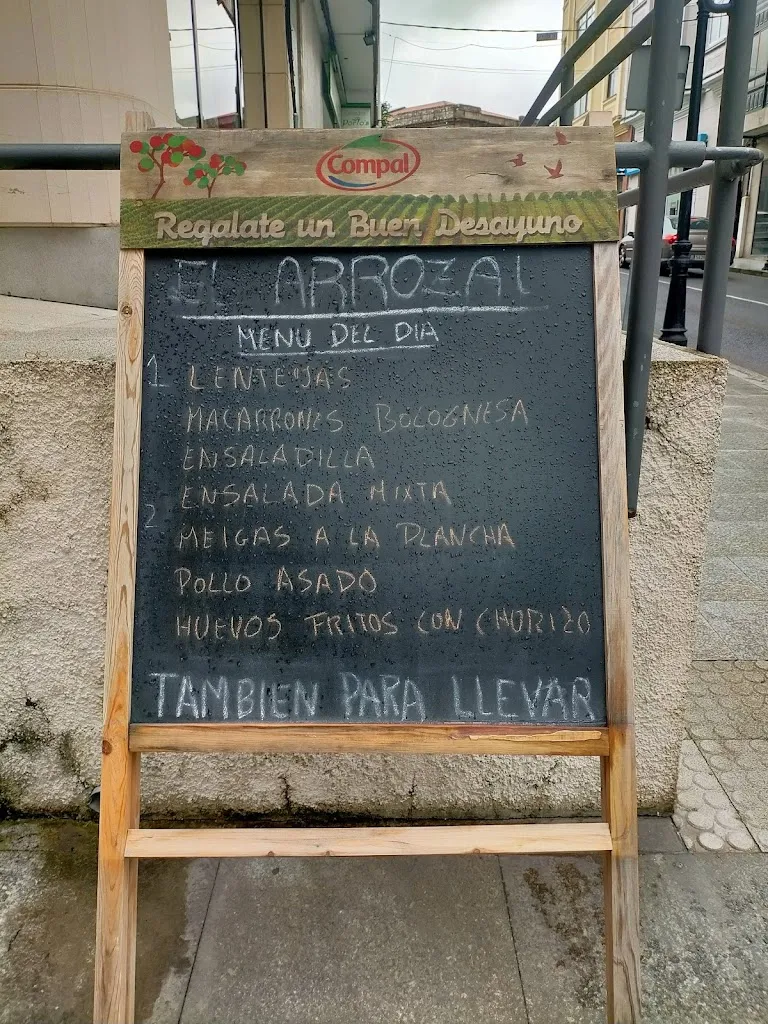 Compal
Regalate un Buen Desayuno
EL ARROZAL
MENU DEL DIA
1 LENTEJAS
MACARRONES BOLOGNESA
ENSALADILLA
ENSALADA MIXTA
2 MEIGAS A LA PLANCHA
POLLO ASADO
HUEVOS FRITOS CON CHORIZO
TAMBIEN PARA LLEVAR